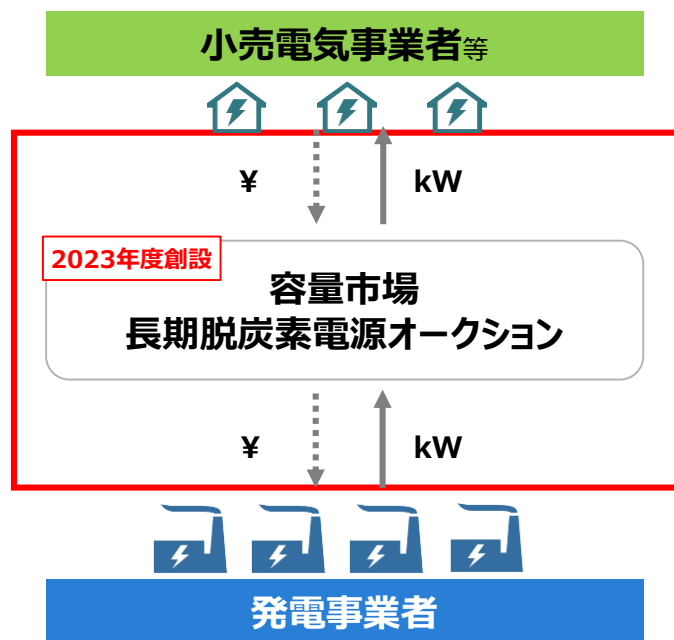 小売電気事業者等
¥ kW
2023年度創設
容量市場
長期脱炭素電源オークション
¥ kW
発電事業者